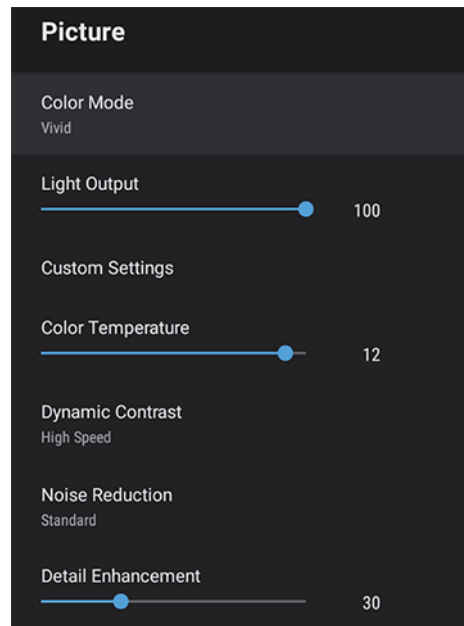 Picture
Color Mode
Vivid
Light Output
100
Custom Settings
Color Temperature
12
Dynamic Contrast
High Speed
Noise Reduction
Standard
Detail Enhancement
30